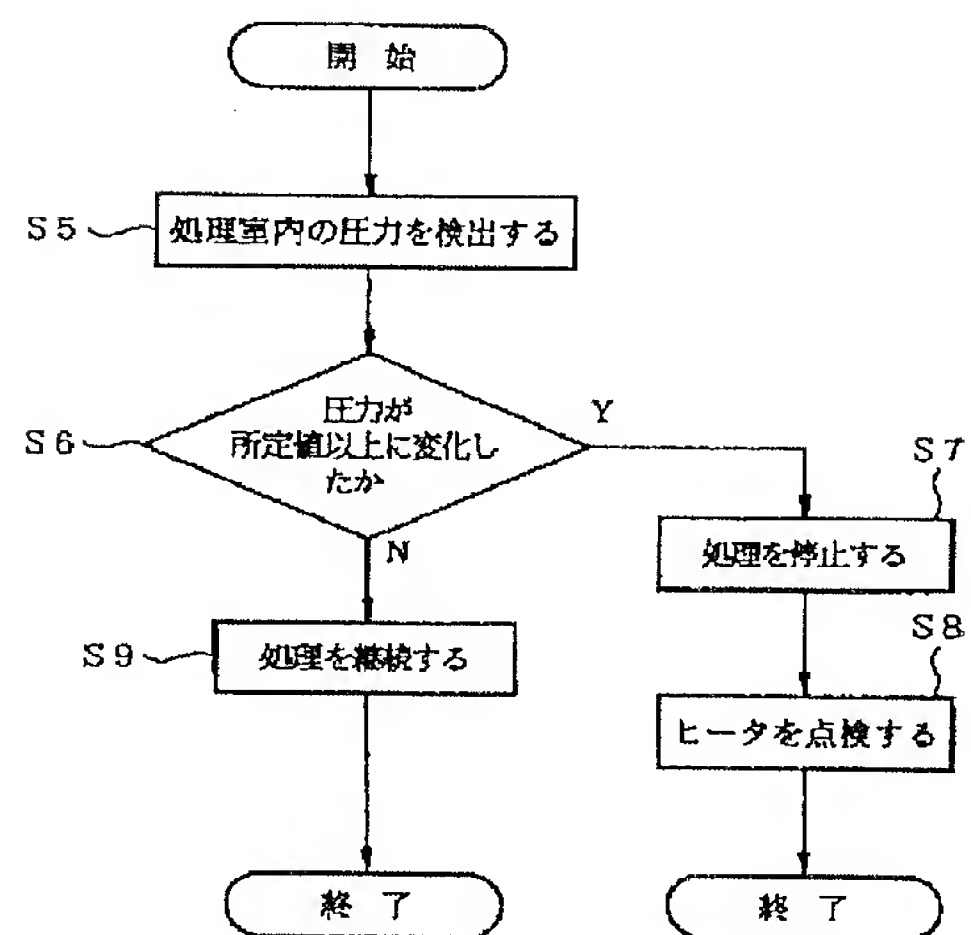 開 始
S5
処理室内の圧力を検出する
S6
圧力が
所定値以上に変化し
たか
Y
N
S7
処理を停止する
S8
ヒータを点検する
S9
処理を継続する
終 了
終 了